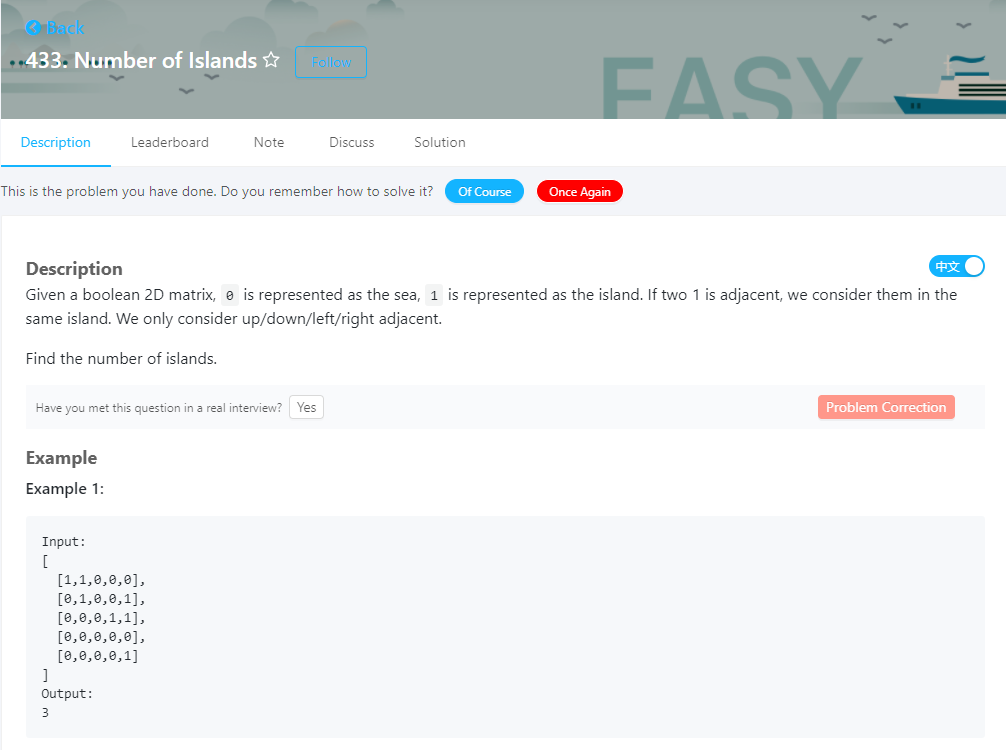 Back
433. Number of Islands
Follow
EASY
Description Leaderboard Note Discuss Solution
This is the problem you have done. Do you remember how to solve it? Of Course Once Again
Description
中文
Given a boolean 2D matrix, 0 is represented as the sea, 1 is represented as the island. If two 1 is adjacent, we consider them in the
same island. We only consider up/down/left/right adjacent.
Find the number of islands.
Have you met this question in a real interview? Yes
Problem Correction
Example
Example 1:
Input:
[
[1,1,0,0,0],
[0,1,0,0,1],
[0,0,0,1,1],
[0,0,0,0,0],
[0,0,0,0,1]
]
Output:
3